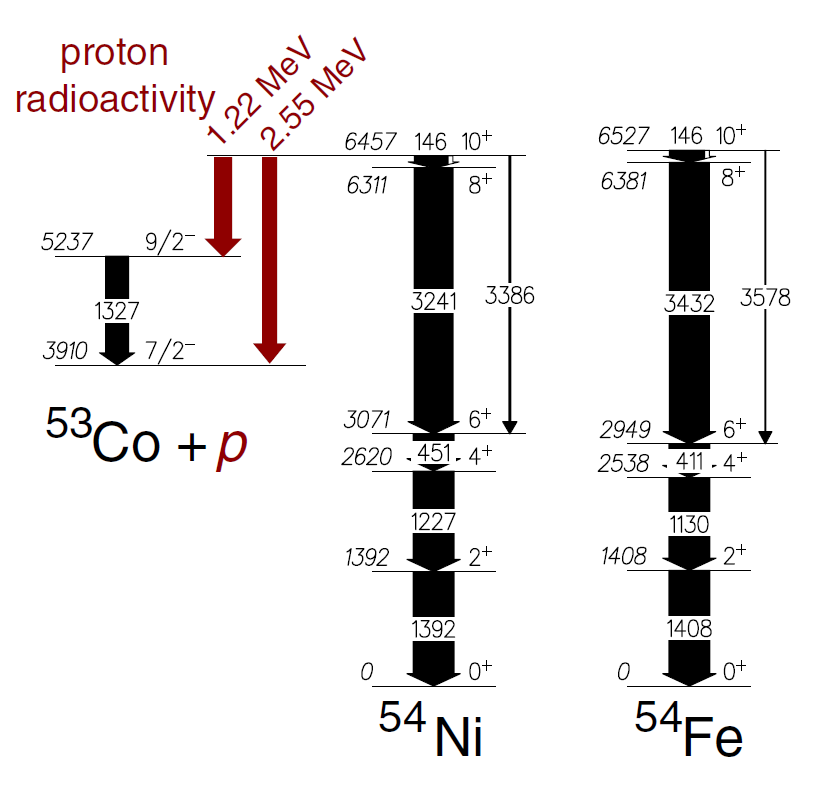 proton
radioactivity
1.22 MeV
2.55 MeV
6457 146 10+
6311 8+
3241
3386
3071 6+
2620 451 4+
1227
1392 2+
1392
0 0+
54Ni
6527 146 10+
6381 8+
3432
3578
2949 6+
2538 411 4+
1130
1408 2+
1408
0 0+
54Fe
5237 9/2−
1327
3910 7/2−
53Co + p